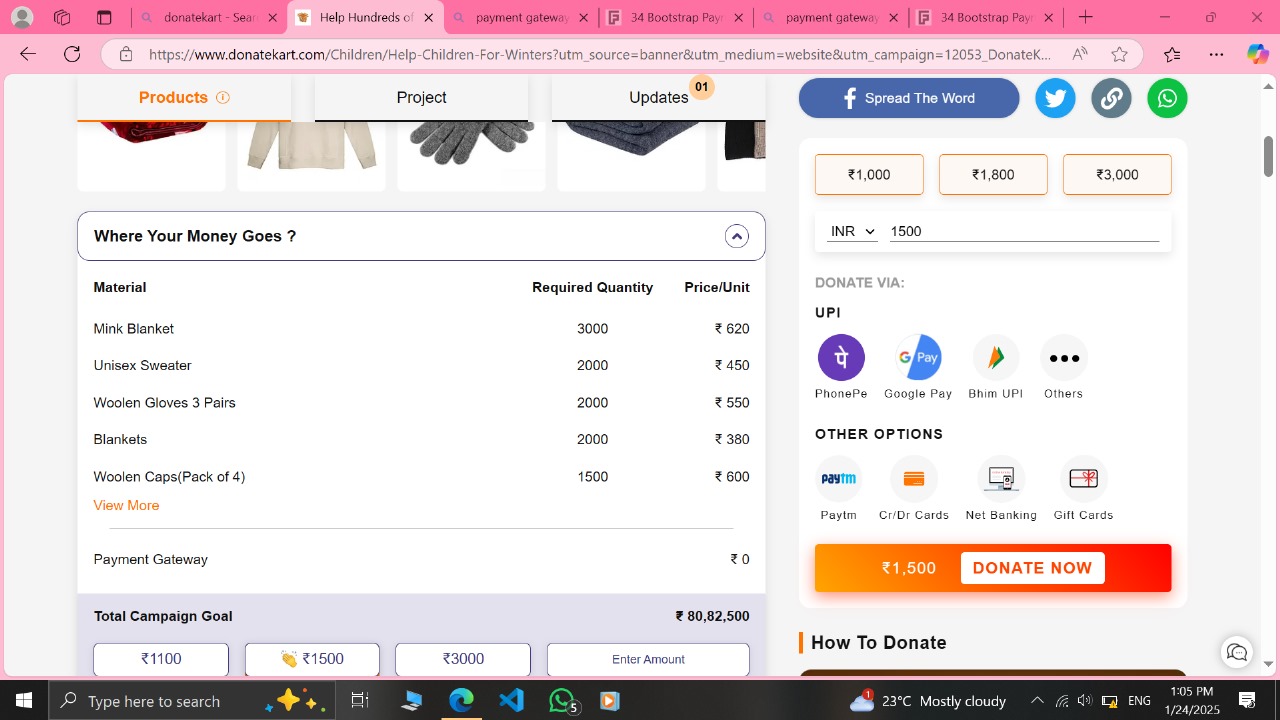 donatekart - Sear
Help Hundreds of
payment gateway
34 Bootstrap Payn
payment gateway
34 Bootstrap Payn
https://www.donatekart.com/Children/Help-Children-For-Winters?utm_source=banner&utm_medium=website&utm_campaign=12053_DonateK...
Products
Project
Updates
01
Spread The Word
₹1,000
₹1,800
₹3,000
INR
1500
DONATE VIA:
UPI
पे
G Pay
PhonePe
Google Pay
Bhim UPI
Others
OTHER OPTIONS
paytm
Paytm
Cr/Dr Cards
Net Banking
Gift Cards
₹1,500
DONATE NOW
How To Donate
Where Your Money Goes ?
Material Required Quantity Price/Unit
Mink Blanket 3000 ₹ 620
Unisex Sweater 2000 ₹ 450
Woolen Gloves 3 Pairs 2000 ₹ 550
Blankets 2000 ₹ 380
Woolen Caps(Pack of 4) 1500 ₹ 600
View More
Payment Gateway ₹ 0
Total Campaign Goal ₹ 80,82,500
₹1100
👏 ₹1500
₹3000
Enter Amount
Type here to search
5
1
23°C Mostly cloudy
ENG
1:05 PM
1/24/2025